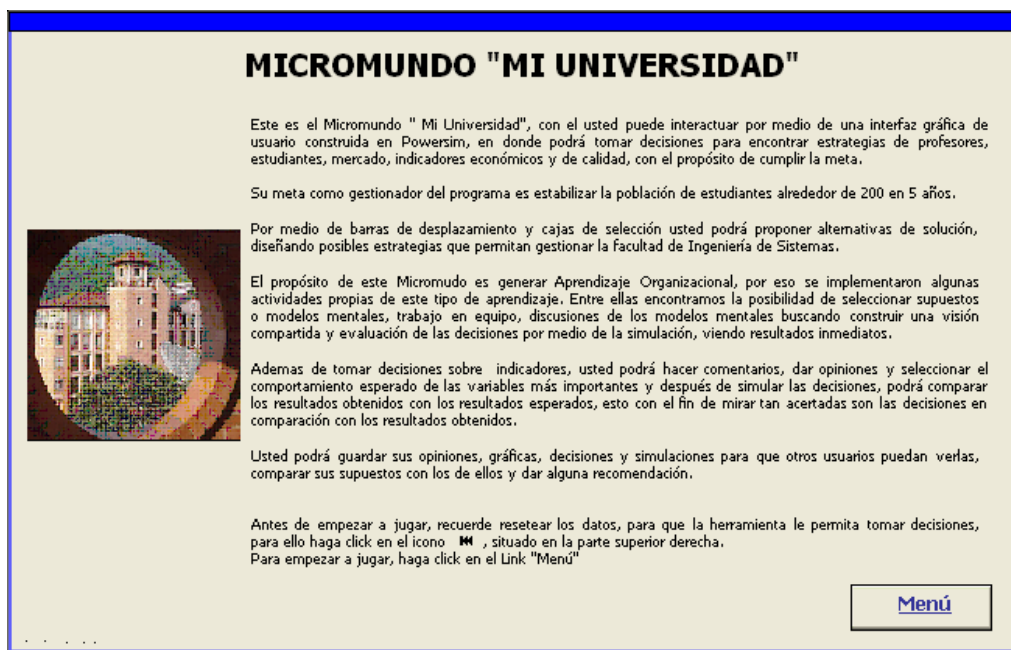 MICROMUNDO "MI UNIVERSIDAD"
Este es el Micromundo " Mi Universidad", con el usted puede interactuar por medio de una interfaz gráfica de
usuario construida en Powersim, en donde podrá tomar decisiones para encontrar estrategias de profesores,
estudiantes, mercado, indicadores económicos y de calidad, con el propósito de cumplir la meta.
Su meta como gestionador del programa es estabilizar la población de estudiantes alrededor de 200 en 5 años.
Por medio de barras de desplazamiento y cajas de selección usted podrá proponer alternativas de solución,
diseñando posibles estrategias que permitan gestionar la facultad de Ingeniería de Sistemas.
El propósito de este Micromudo es generar Aprendizaje Organizacional, por eso se implementaron algunas
actividades propias de este tipo de aprendizaje. Entre ellas encontramos la posibilidad de seleccionar supuestos
o modelos mentales, trabajo en equipo, discusiones de los modelos mentales buscando construir una visión
compartida y evaluación de las decisiones por medio de la simulación, viendo resultados inmediatos.
Ademas de tomar decisiones sobre indicadores, usted podrá hacer comentarios, dar opiniones y seleccionar el
comportamiento esperado de las variables más importantes y después de simular las decisiones, podrá comparar
los resultados obtenidos con los resultados esperados, esto con el fin de mirar tan acertadas son las decisiones en
comparación con los resultados obtenidos.
Usted podrá guardar sus opiniones, gráficas, decisiones y simulaciones para que otros usuarios puedan verlas,
comparar sus supuestos con los de ellos y dar alguna recomendación.
Antes de empezar a jugar, recuerde resetear los datos, para que la herramienta le permita tomar decisiones,
para ello haga click en el icono ⏮ , situado en la parte superior derecha.
Para empezar a jugar, haga click en el Link "Menú"
Menú